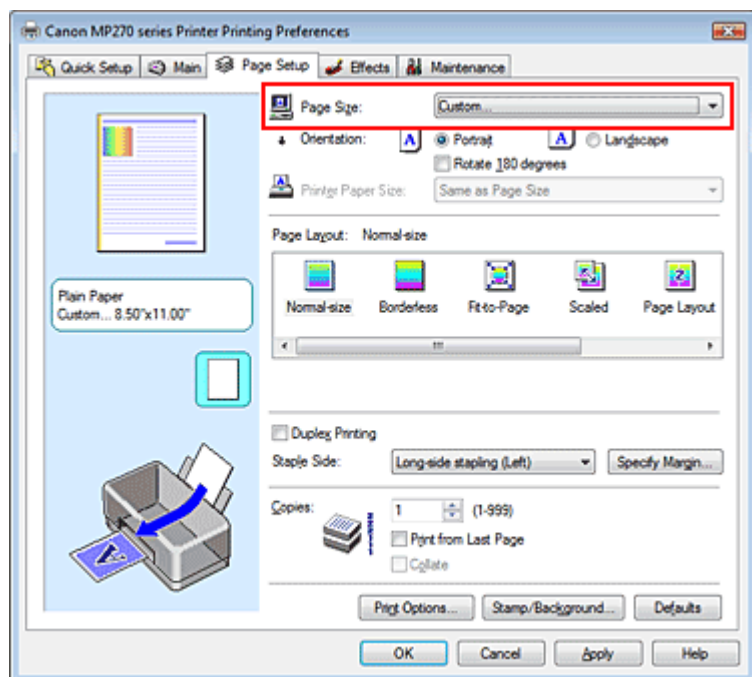 Canon MP270 series Printer Printing Preferences
Quick Setup Main Page Setup Effects Maintenance
Page Size: Custom...
Orientation: A Portrait A Landscape
Rotate 180 degrees
Printer Paper Size: Same as Page Size
Page Layout: Normal-size
Normal-size Borderless Fit-to-Page Scaled Page Layout
Plain Paper
Custom... 8.50"x11.00"
Duplex Printing
Staple Side: Long-side stapling (Left) Specify Margin...
Copies: 1 (1-999)
Print from Last Page
Collate
Print Options... Stamp/Background... Defaults
OK Cancel Apply Help